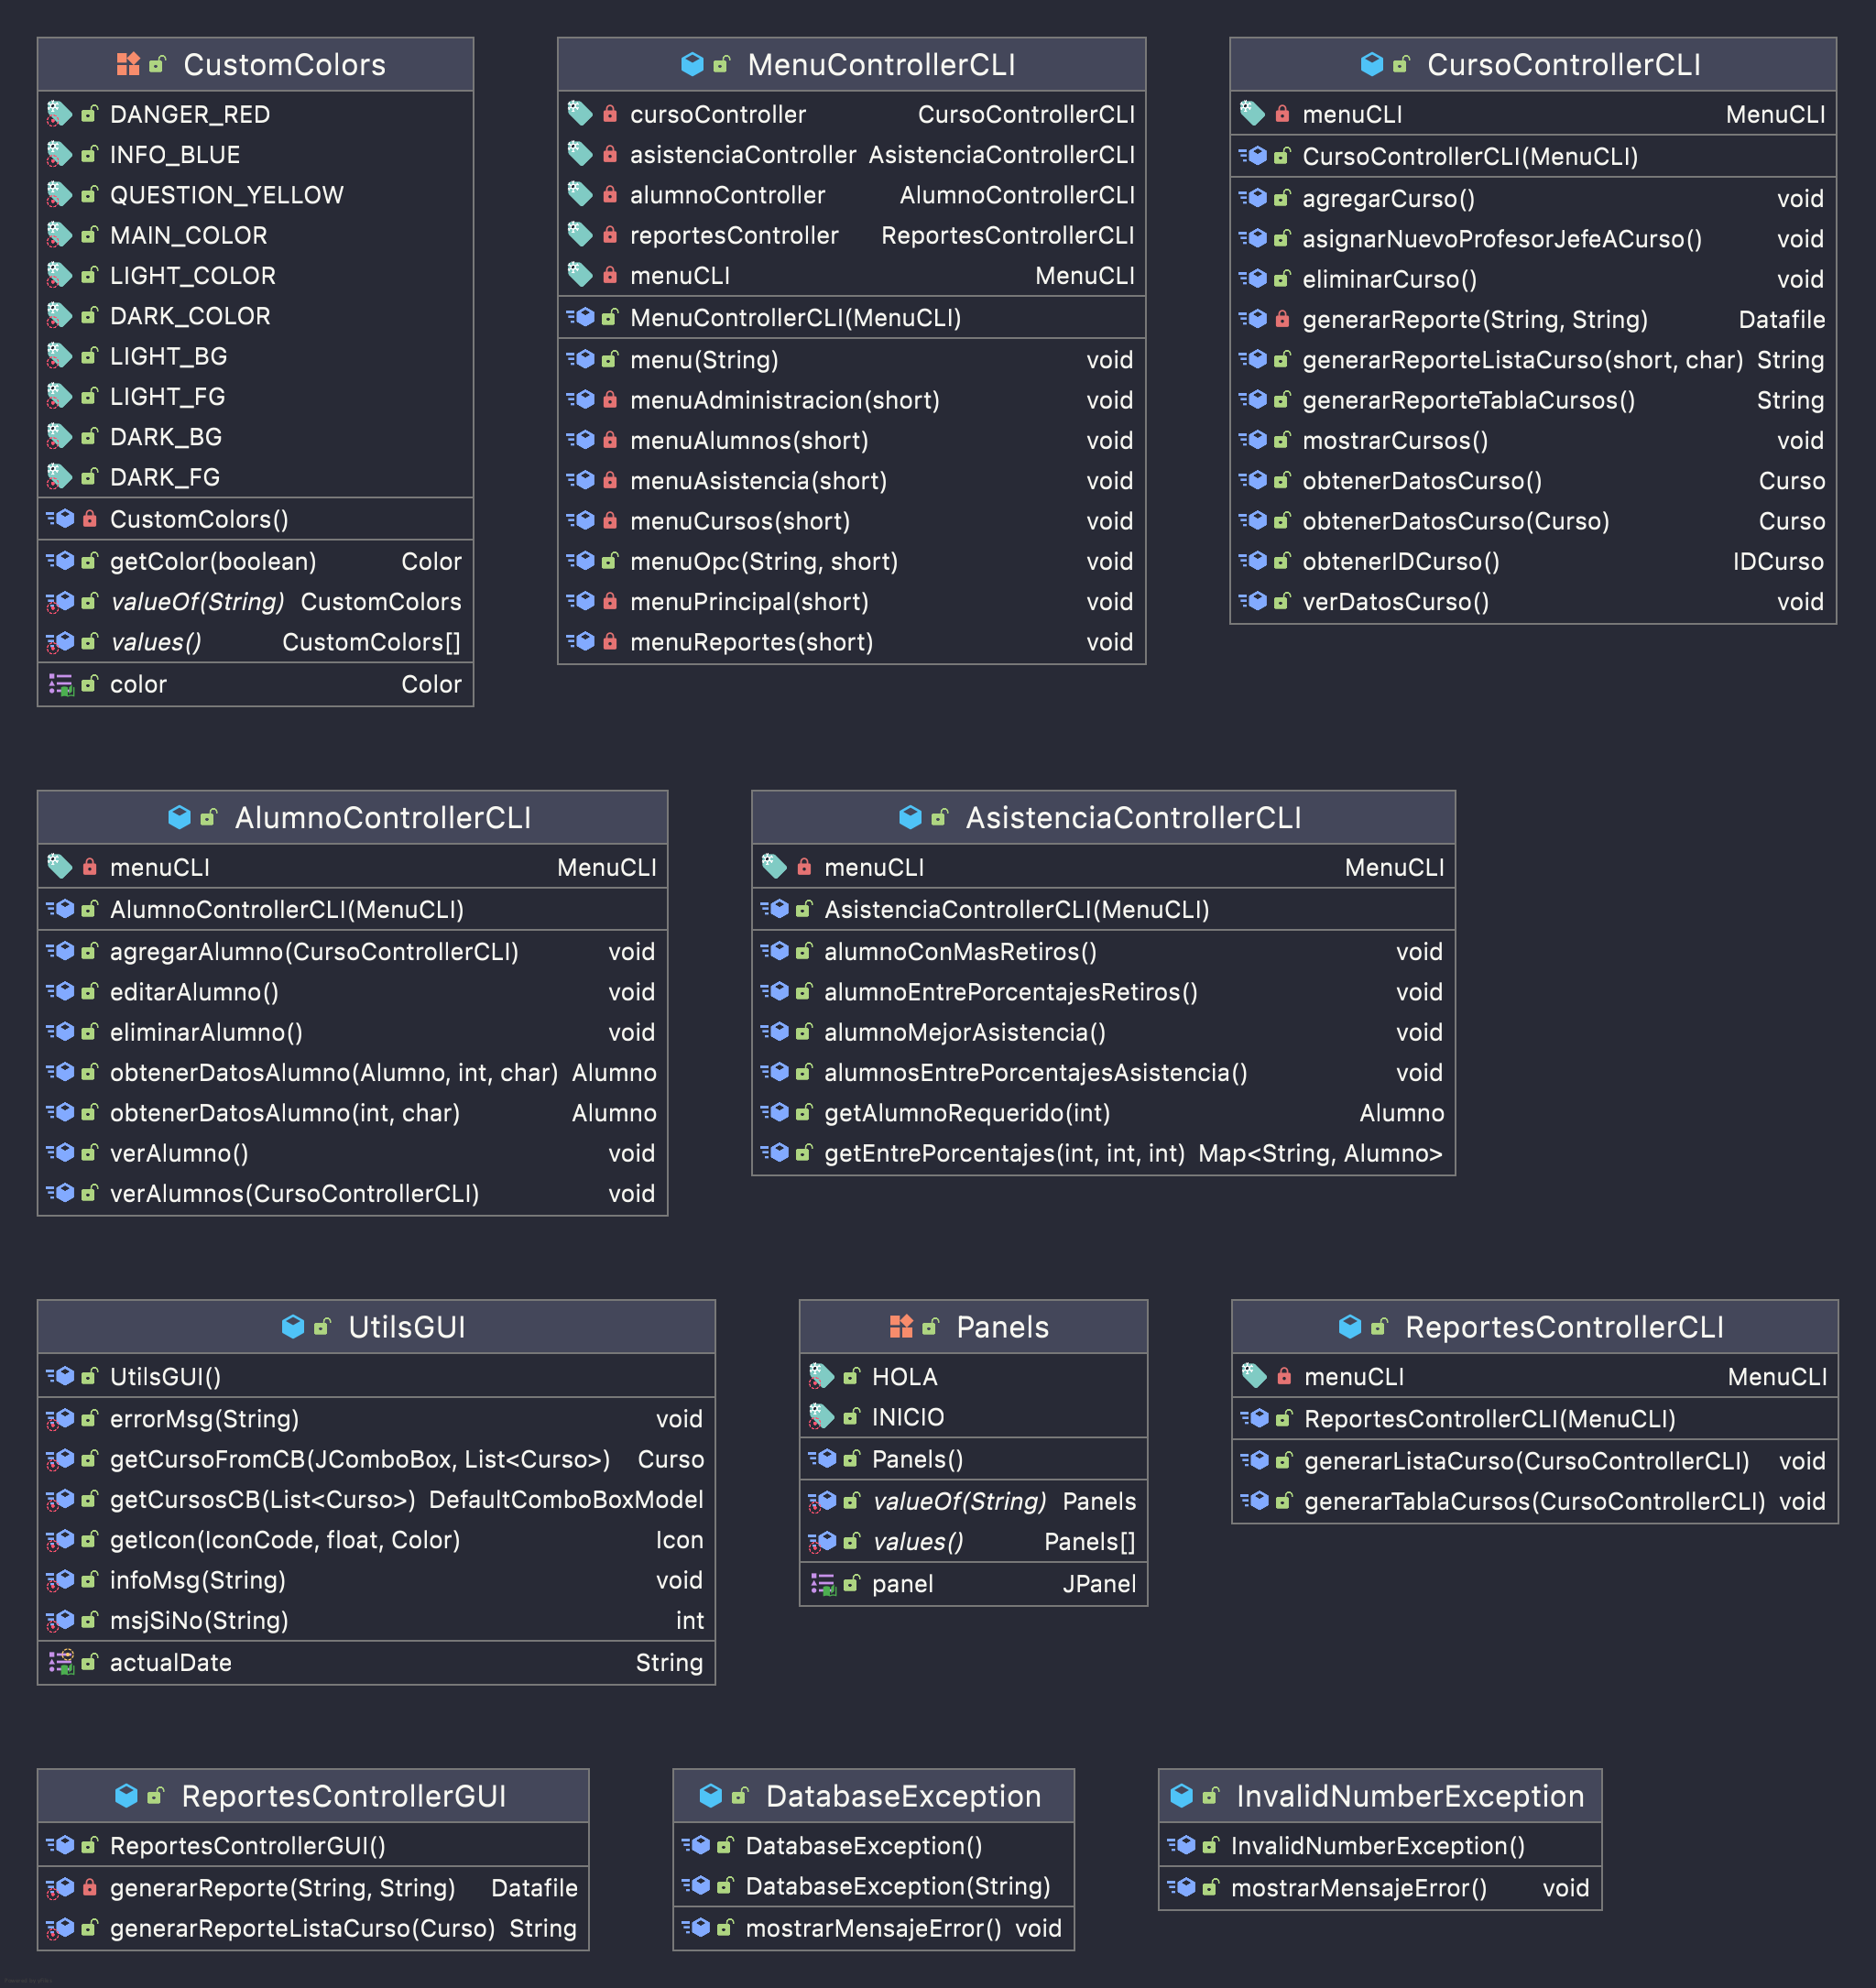 CustomColors
DANGER_RED
INFO_BLUE
QUESTION_YELLOW
MAIN_COLOR
LIGHT_COLOR
DARK_COLOR
LIGHT_BG
LIGHT_FG
DARK_BG
DARK_FG
CustomColors()
getColor(boolean) Color
valueOf(String) CustomColors
values() CustomColors[]
color Color
MenuControllerCLI
cursoController CursoControllerCLI
asistenciaController AsistenciaControllerCLI
alumnoController AlumnoControllerCLI
reportesController ReportesControllerCLI
menuCLI MenuCLI
MenuControllerCLI(MenuCLI)
menu(String) void
menuAdministracion(short) void
menuAlumnos(short) void
menuAsistencia(short) void
menuCursos(short) void
menuOpc(String, short) void
menuPrincipal(short) void
menuReportes(short) void
CursoControllerCLI
menuCLI MenuCLI
CursoControllerCLI(MenuCLI)
agregarCurso() void
asignarNuevoProfesorJefeACurso() void
eliminarCurso() void
generarReporte(String, String) Datafile
generarReporteListaCurso(short, char) String
generarReporteTablaCursos() String
mostrarCursos() void
obtenerDatosCurso() Curso
obtenerDatosCurso(Curso) Curso
obtenerIDCurso() IDCurso
verDatosCurso() void
AlumnoControllerCLI
menuCLI MenuCLI
AlumnoControllerCLI(MenuCLI)
agregarAlumno(CursoControllerCLI) void
editarAlumno() void
eliminarAlumno() void
obtenerDatosAlumno(Alumno, int, char) Alumno
obtenerDatosAlumno(int, char) Alumno
verAlumno() void
verAlumnos(CursoControllerCLI) void
AsistenciaControllerCLI
menuCLI MenuCLI
AsistenciaControllerCLI(MenuCLI)
alumnoConMasRetiros() void
alumnoEntrePorcentajesRetiros() void
alumnoMejorAsistencia() void
alumnosEntrePorcentajesAsistencia() void
getAlumnoRequerido(int) Alumno
getEntrePorcentajes(int, int, int) Map<String, Alumno>
UtilsGUI
UtilsGUI()
errorMsg(String) void
getCursoFromCB(JComboBox, List<Curso>) Curso
getCursosCB(List<Curso>) DefaultComboBoxModel
getIcon(IconCode, float, Color) Icon
infoMsg(String) void
msjSiNo(String) int
actualDate String
Panels
HOLA
INICIO
Panels()
valueOf(String) Panels
values() Panels[]
panel JPanel
ReportesControllerCLI
menuCLI MenuCLI
ReportesControllerCLI(MenuCLI)
generarListaCurso(CursoControllerCLI) void
generarTablaCursos(CursoControllerCLI) void
ReportesControllerGUI
ReportesControllerGUI()
generarReporte(String, String) Datafile
generarReporteListaCurso(Curso) String
DatabaseException
DatabaseException()
DatabaseException(String)
mostrarMensajeError() void
InvalidNumberException
InvalidNumberException()
mostrarMensajeError() void